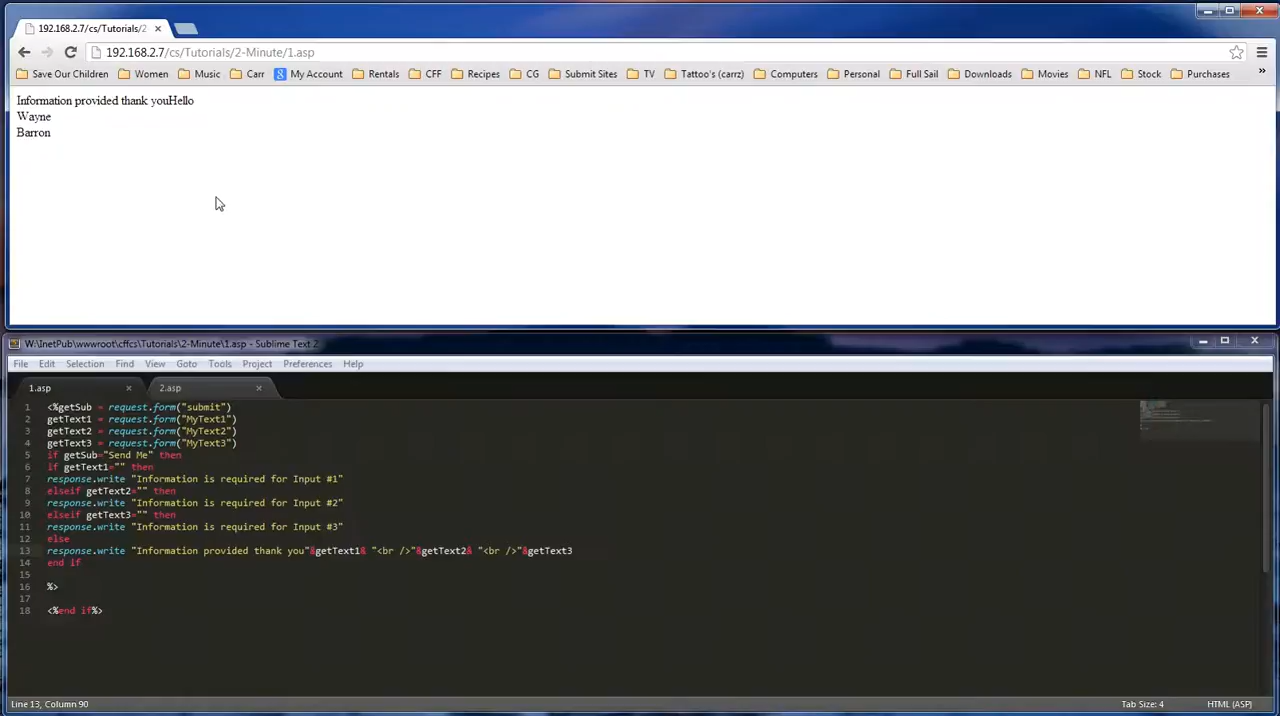 192.168.2.7/cs/Tutorials/2
192.168.2.7/cs/Tutorials/2-Minute/1.asp
Save Our Children Women Music Carr My Account Rentals CFF Recipes CG Submit Sites TV Tattoo's (carrz) Computers Personal Full Sail Downloads Movies NFL Stock Purchases »
Information provided thank youHello
Wayne
Barron
W:\InetPub\wwwroot\cffcs\Tutorials\2-Minute\1.asp - Sublime Text 2
File Edit Selection Find View Goto Tools Project Preferences Help
1.asp 2.asp
1 <%getSub = request.form("submit")
2 getText1 = request.form("MyText1")
3 getText2 = request.form("MyText2")
4 getText3 = request.form("MyText3")
5 if getSub="Send Me" then
6 if getText1="" then
7 response.write "Information is required for Input #1"
8 elseif getText2="" then
9 response.write "Information is required for Input #2"
10 elseif getText3="" then
11 response.write "Information is required for Input #3"
12 else
13 response.write "Information provided thank you"&getText1& "<br />"&getText2& "<br />"&getText3
14 end if
15
16 %>
17
18 <%end if%>
Line 13, Column 90 Tab Size: 4 HTML (ASP)